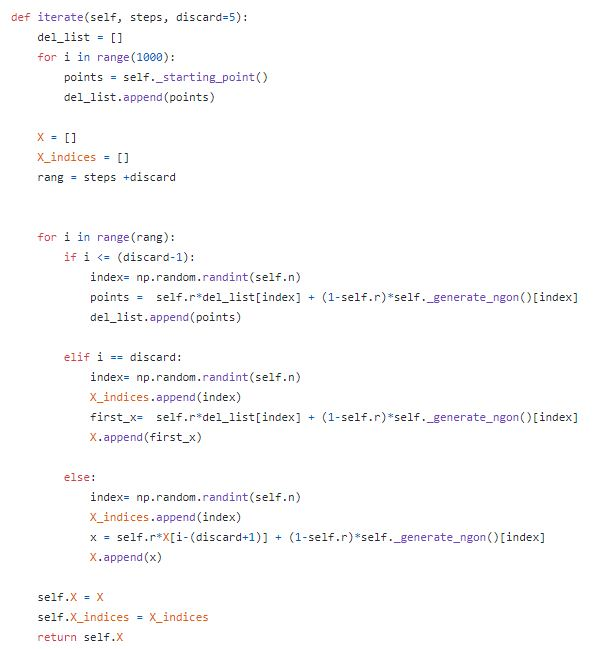 def iterate(self, steps, discard=5):
    del_list = []
    for i in range(1000):
        points = self._starting_point()
        del_list.append(points)

    X = []
    X_indices = []
    rang = steps +discard


    for i in range(rang):
        if i <= (discard-1):
            index= np.random.randint(self.n)
            points =  self.r*del_list[index] + (1-self.r)*self._generate_ngon()[index]
            del_list.append(points)

        elif i == discard:
            index= np.random.randint(self.n)
            X_indices.append(index)
            first_x=  self.r*del_list[index] + (1-self.r)*self._generate_ngon()[index]
            X.append(first_x)

        else:
            index= np.random.randint(self.n)
            X_indices.append(index)
            x = self.r*X[i-(discard+1)] + (1-self.r)*self._generate_ngon()[index]
            X.append(x)

    self.X = X
    self.X_indices = X_indices
    return self.X